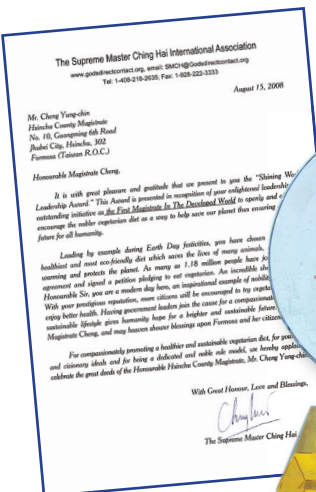 The Supreme Master Ching Hai International Association
www.godsdirectcontact.org, email: SMCH@Godsdirectcontact.org
Tel: 1-408-218-2635; Fax: 1-928-222-3333
August 15, 2008
Mr. Cheng Yung-chin
Hsinchu County Magistrate
No. 10, Guangming 6th Road
Jhubei City, Hsinchu, 302
Formosa (Taiwan R.O.C.)
Honourable Magistrate Cheng,
It is with great pleasure and gratitude that we present to you the "Shining
Leadership Award." This Award is presented in recognition of your enlightened leadership
outstanding initiative as the First Magistrate In The Developed World to openly and
encourage the nobler vegetarian diet as a way to help save our planet thus ensuring
future for all humanity.
Leading by example during Earth Day festivities, you have chosen
healthiest and most eco-friendly diet which saves the lives of many animals,
warming and protects the planet. As many as 1.18 million people have
agreement and signed a petition pledging to eat vegetarian. An incredible
Honourable Sir, you are a modern day hero, an inspirational example of
With your prestigious reputation, more citizens will be encouraged to try
enjoy better health. Having government leaders join the cause for a
sustainable lifestyle gives humanity hope for a brighter and sustainable future.
Magistrate Cheng, and may heaven shower blessings upon Formosa and her
For compassionately promoting a healthier and sustainable vegetarian diet, for
and visionary ideals and for being a dedicated and noble role model, we hereby
celebrate the great deeds of the Honourable Hsinchu County Magistrate, Mr. Cheng
With Great Honour, Love and Blessings,
The Supreme Master Ching Hai